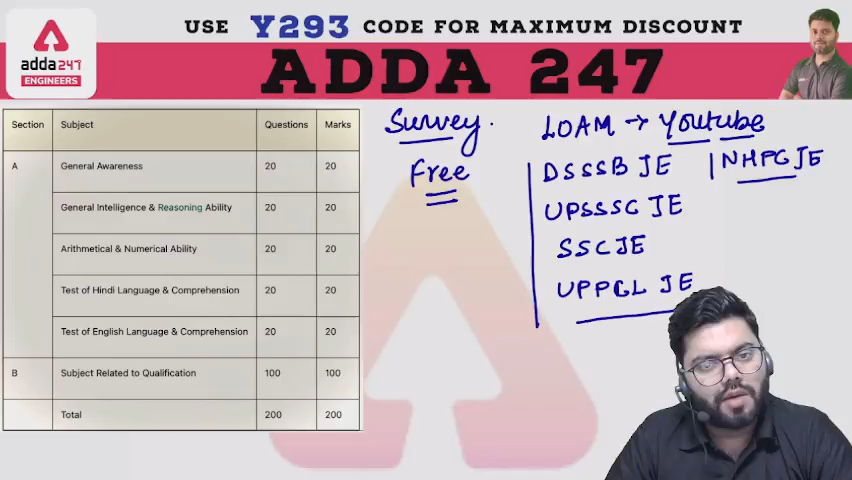 USE Y293 CODE FOR MAXIMUM DISCOUNT
adda247
ENGINEERS
ADDA 247
Section Subject Questions Marks
A General Awareness 20 20
General Intelligence & Reasoning Ability 20 20
Arithmetical & Numerical Ability 20 20
Test of Hindi Language & Comprehension 20 20
Test of English Language & Comprehension 20 20
B Subject Related to Qualification 100 100
Total 200 200
Survey.
Free
10AM → Youtube
DSSSB JE
NHPC JE
UPSSSC JE
SSC JE
UPPCL JE